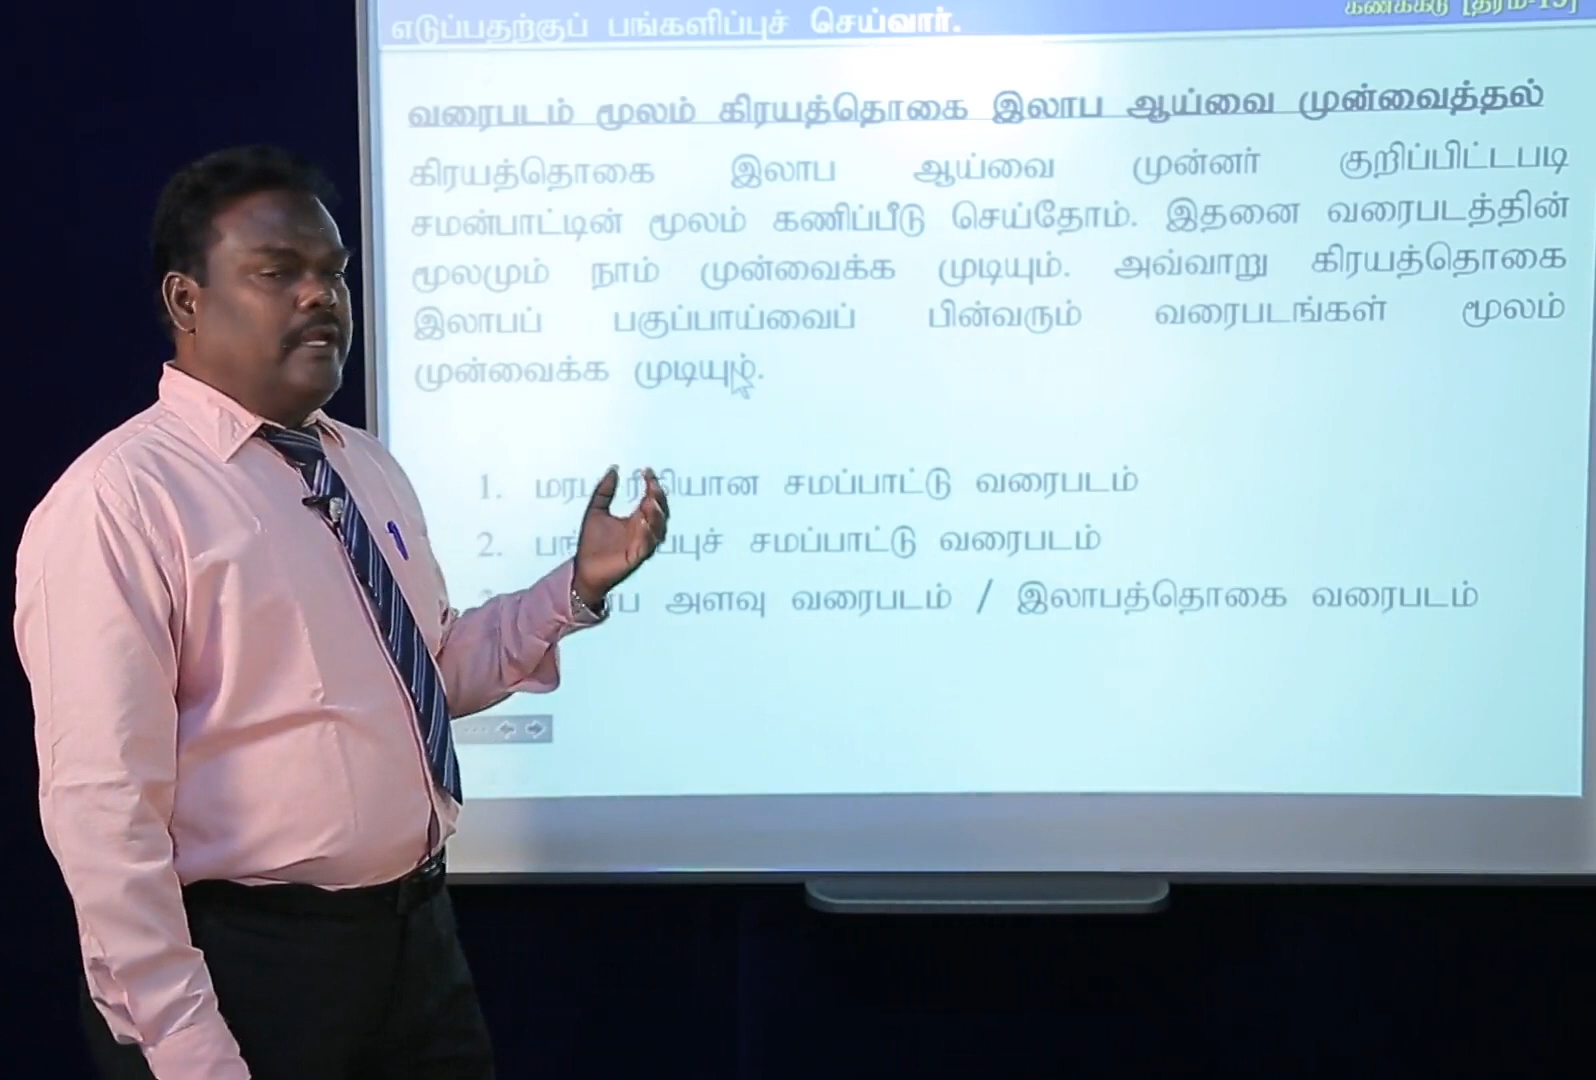 எடுப்பதற்குப் பங்களிப்புச் செய்வார்.
வரைபடம் மூலம் கிரயத்தொகை இலாப ஆய்வை முன்வைத்தல்
கிரயத்தொகை இலாப ஆய்வை முன்னர் குறிப்பிட்டபடி
சமன்பாட்டின் மூலம் கணிப்பீடு செய்தோம். இதனை வரைபடத்தின்
மூலமும் நாம் முன்வைக்க முடியும். அவ்வாறு கிரயத்தொகை
இலாபப் பகுப்பாய்வைப் பின்வரும் வரைபடங்கள் மூலம்
முன்வைக்க முடியும்.
1. சமப்பாட்டு வரைபடம்
2. சமப்பாட்டு வரைபடம்
அளவு வரைபடம் / இலாபத்தொகை வரைபடம்